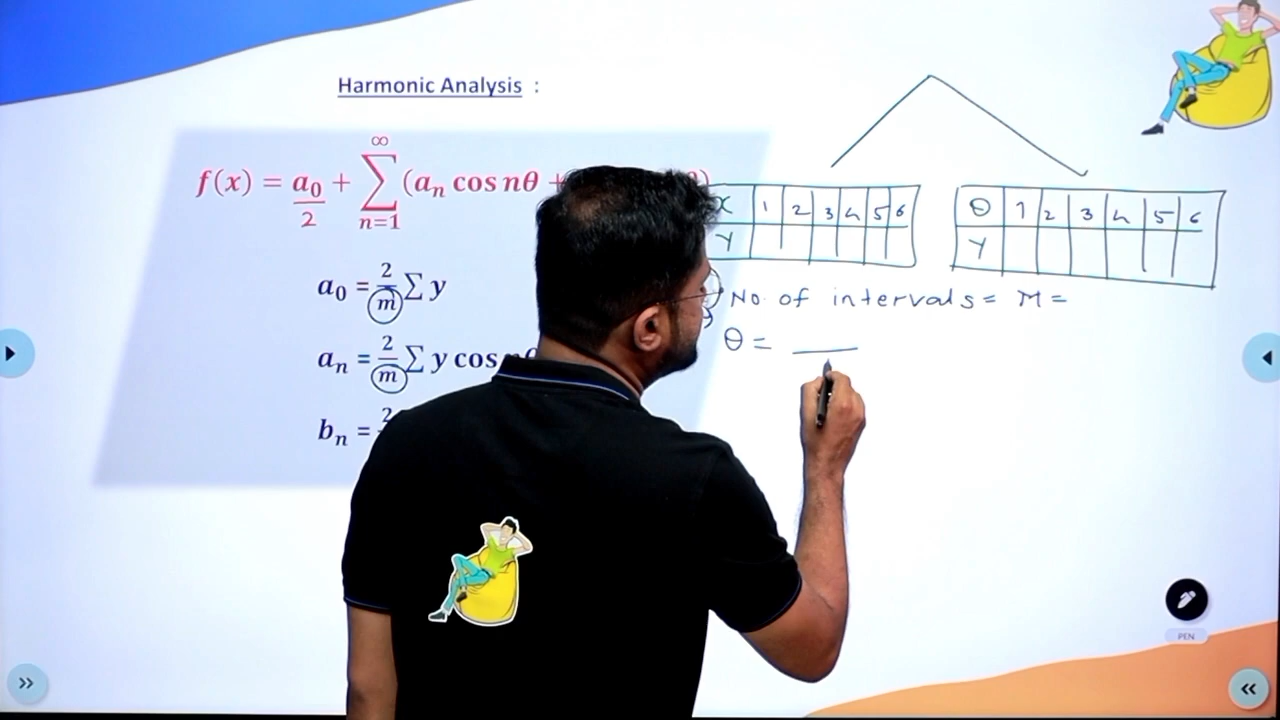 Harmonic Analysis :
f(x) = a₀/2 + ∞ ∑ n=1 (aₙ cos nθ +
a₀ = 2/m ∑ y
aₙ = 2/m ∑ y cos
bₙ = 2
X 1 2 3 4 5 6
Y
θ 1 2 3 4 5 6
Y
No. of intervals = M =
θ =
PEN